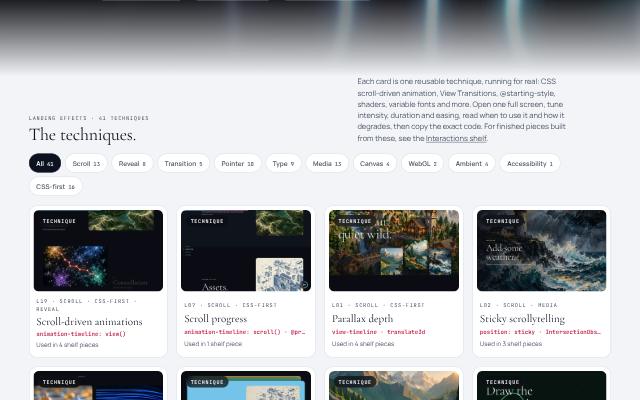 Each card is one reusable technique, running for real: CSS
scroll-driven animation, View Transitions, @starting-style,
shaders, variable fonts and more. Open one full screen, tune
intensity, duration and easing, read when to use it and how it
degrades, then copy the exact code. For finished pieces built
from these, see the Interactions shelf.
LANDING EFFECTS · 41 TECHNIQUES
The techniques.
All 41
Scroll 13
Reveal 8
Transition 5
Pointer 10
Type 9
Media 13
Canvas 4
WebGL 2
Ambient 4
Accessibility 1
CSS-first 16
TECHNIQUE
Constellation
L19 · SCROLL · CSS-FIRST ·
REVEAL
Scroll-driven animations
animation-timeline: view()
Used in 4 shelf pieces
TECHNIQUE
Assets.
L07 · SCROLL · CSS-FIRST
Scroll progress
animation-timeline: scroll() · @pr…
Used in 1 shelf piece
TECHNIQUE
quiet wild.
L01 · SCROLL · CSS-FIRST
Parallax depth
view-timeline · translate3d
Used in 4 shelf pieces
TECHNIQUE
Add some
weather.
L02 · SCROLL · MEDIA
Sticky scrollytelling
position: sticky · IntersectionObs…
Used in 3 shelf pieces
TECHNIQUE
TECHNIQUE
TECHNIQUE
TECHNIQUE
Draw the